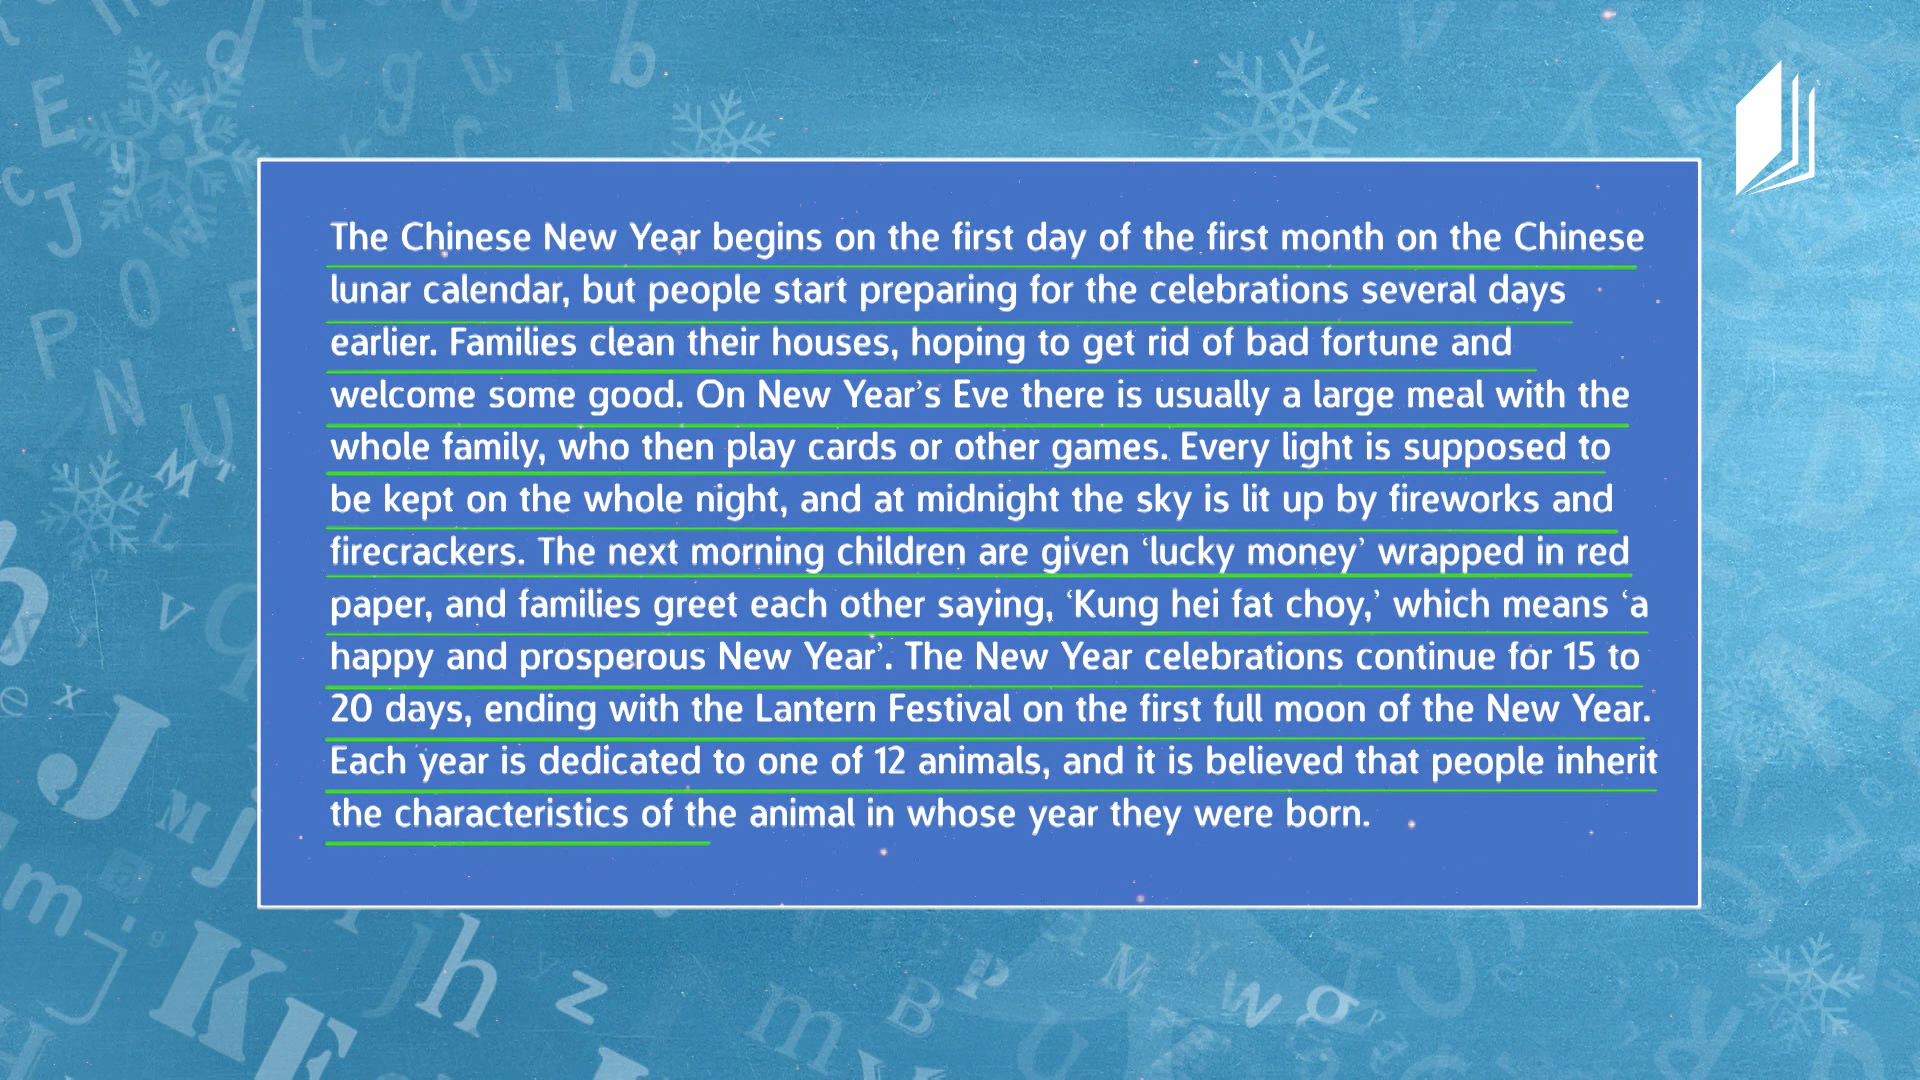 The Chinese New Year begins on the first day of the first month on the Chinese
lunar calendar, but people start preparing for the celebrations several days
earlier. Families clean their houses, hoping to get rid of bad fortune and
welcome some good. On New Year’s Eve there is usually a large meal with the
whole family, who then play cards or other games. Every light is supposed to
be kept on the whole night, and at midnight the sky is lit up by fireworks and
firecrackers. The next morning children are given ‘lucky money’ wrapped in red
paper, and families greet each other saying, ‘Kung hei fat choy,’ which means ‘a
happy and prosperous New Year’. The New Year celebrations continue for 15 to
20 days, ending with the Lantern Festival on the first full moon of the New Year.
Each year is dedicated to one of 12 animals, and it is believed that people inherit
the characteristics of the animal in whose year they were born.